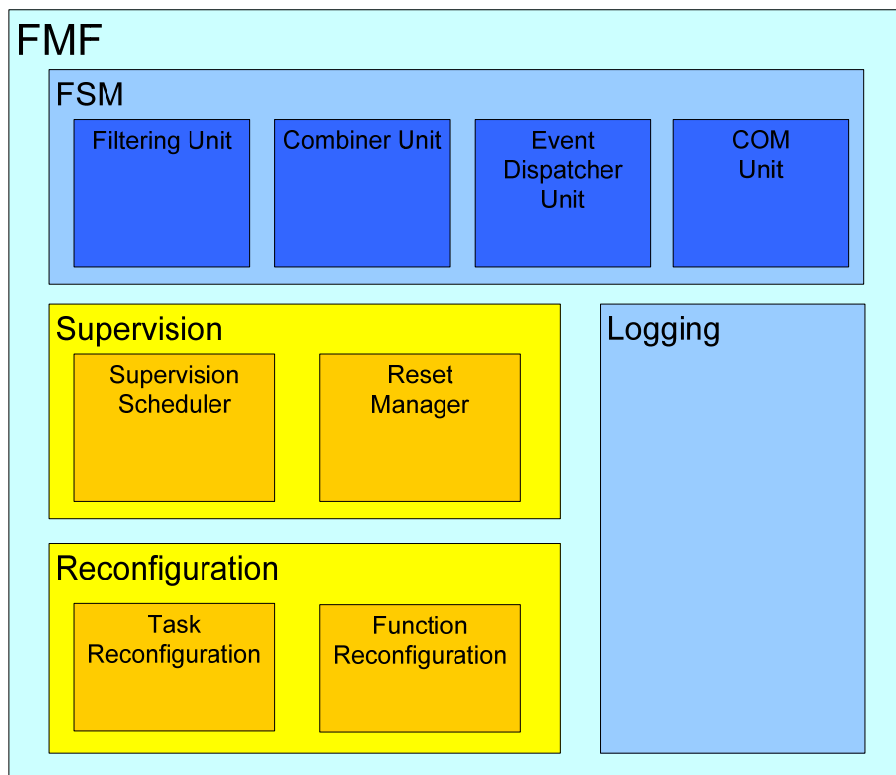 FMF
FSM
Filtering Unit
Combiner Unit
Event
Dispatcher
Unit
COM
Unit
Supervision
Supervision
Scheduler
Reset
Manager
Logging
Reconfiguration
Task
Reconfiguration
Function
Reconfiguration